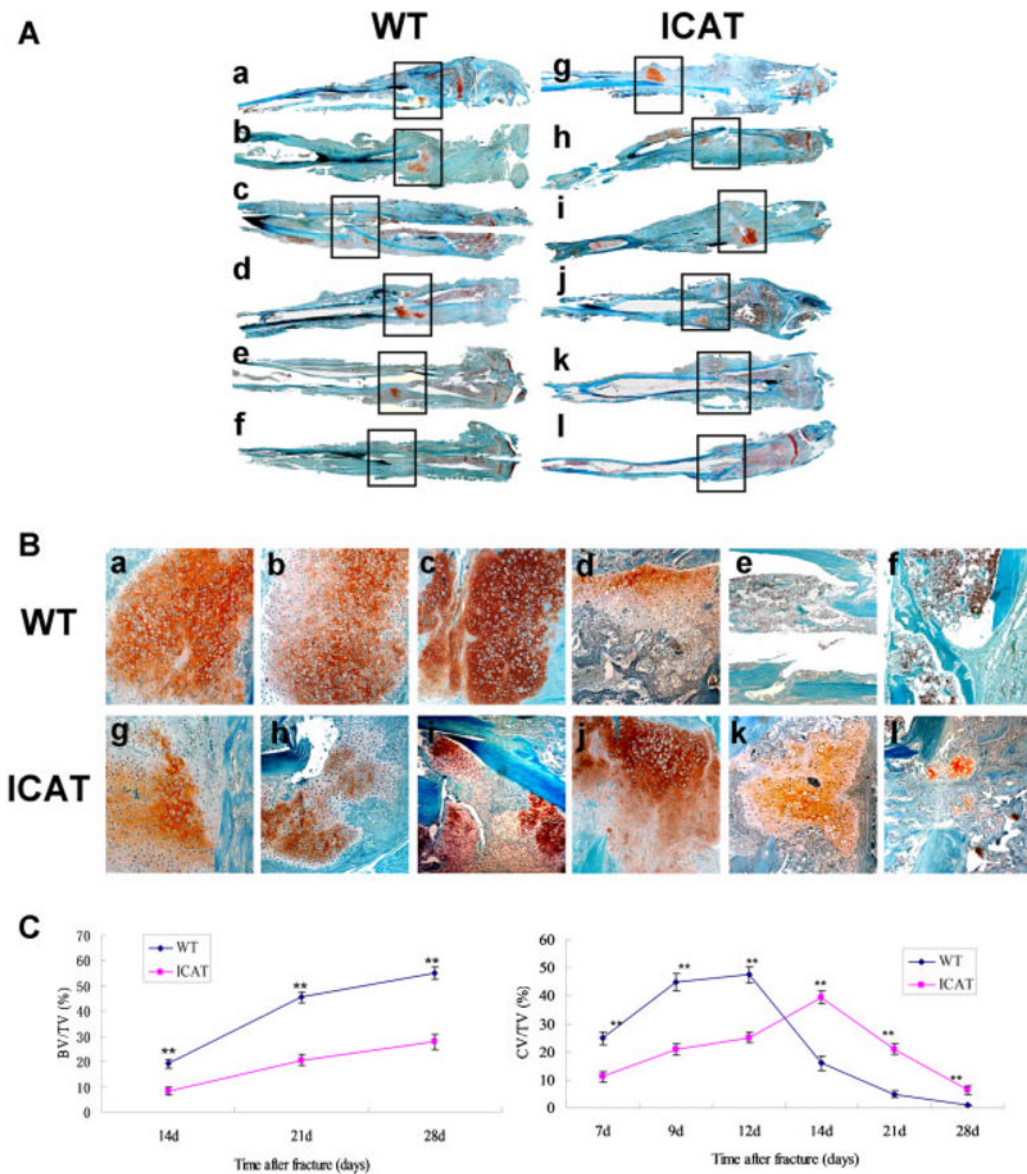 A
WT
ICAT
a
g
b
h
c
i
d
j
e
k
f
l
B
WT
a
b
c
d
e
f
ICAT
g
h
i
j
k
l
C
BV/TV (%)
70
60
50
40
30
20
10
0
WT
ICAT
**
**
**
14d
21d
28d
Time after fracture (days)
CV/TV (%)
60
50
40
30
20
10
0
WT
ICAT
**
**
**
**
**
**
7d
9d
12d
14d
21d
28d
Time after fracture (days)